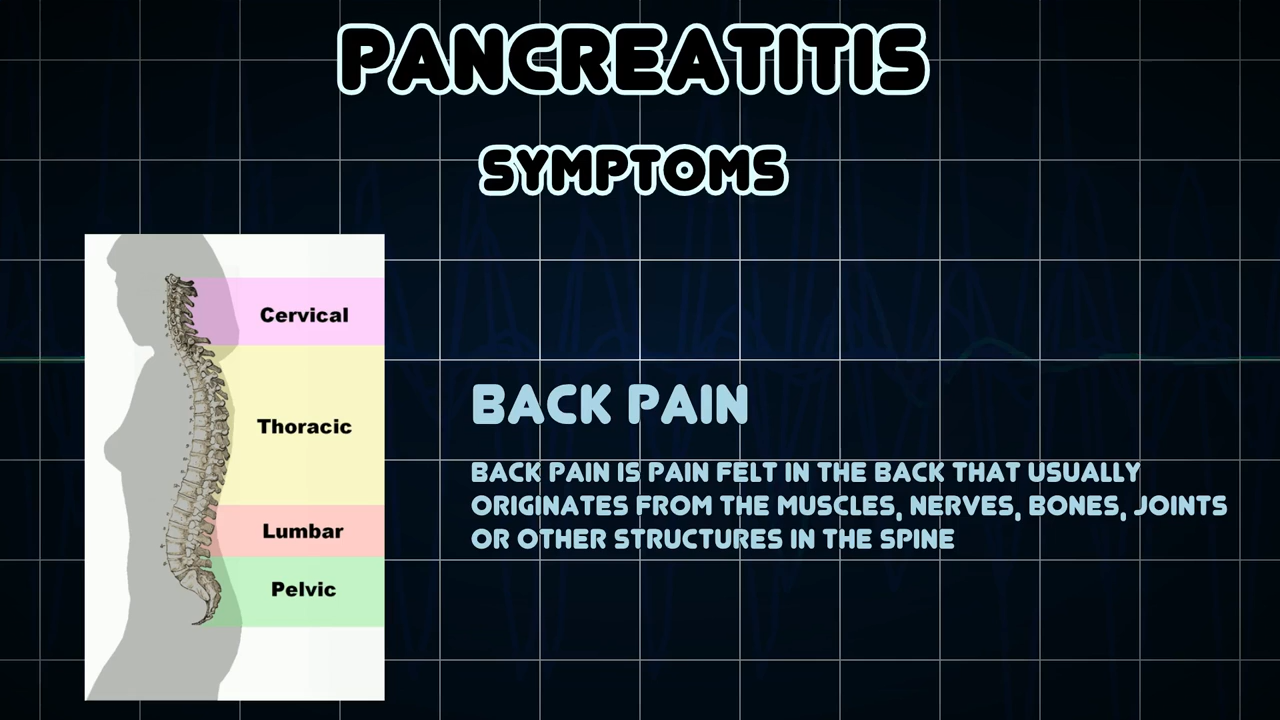 PANCREATITIS
SYMPTOMS
Cervical
Thoracic
Lumbar
Pelvic
BACK PAIN
BACK PAIN IS PAIN FELT IN THE BACK THAT USUALLY
ORIGINATES FROM THE MUSCLES, NERVES, BONES, JOINTS
OR OTHER STRUCTURES IN THE SPINE